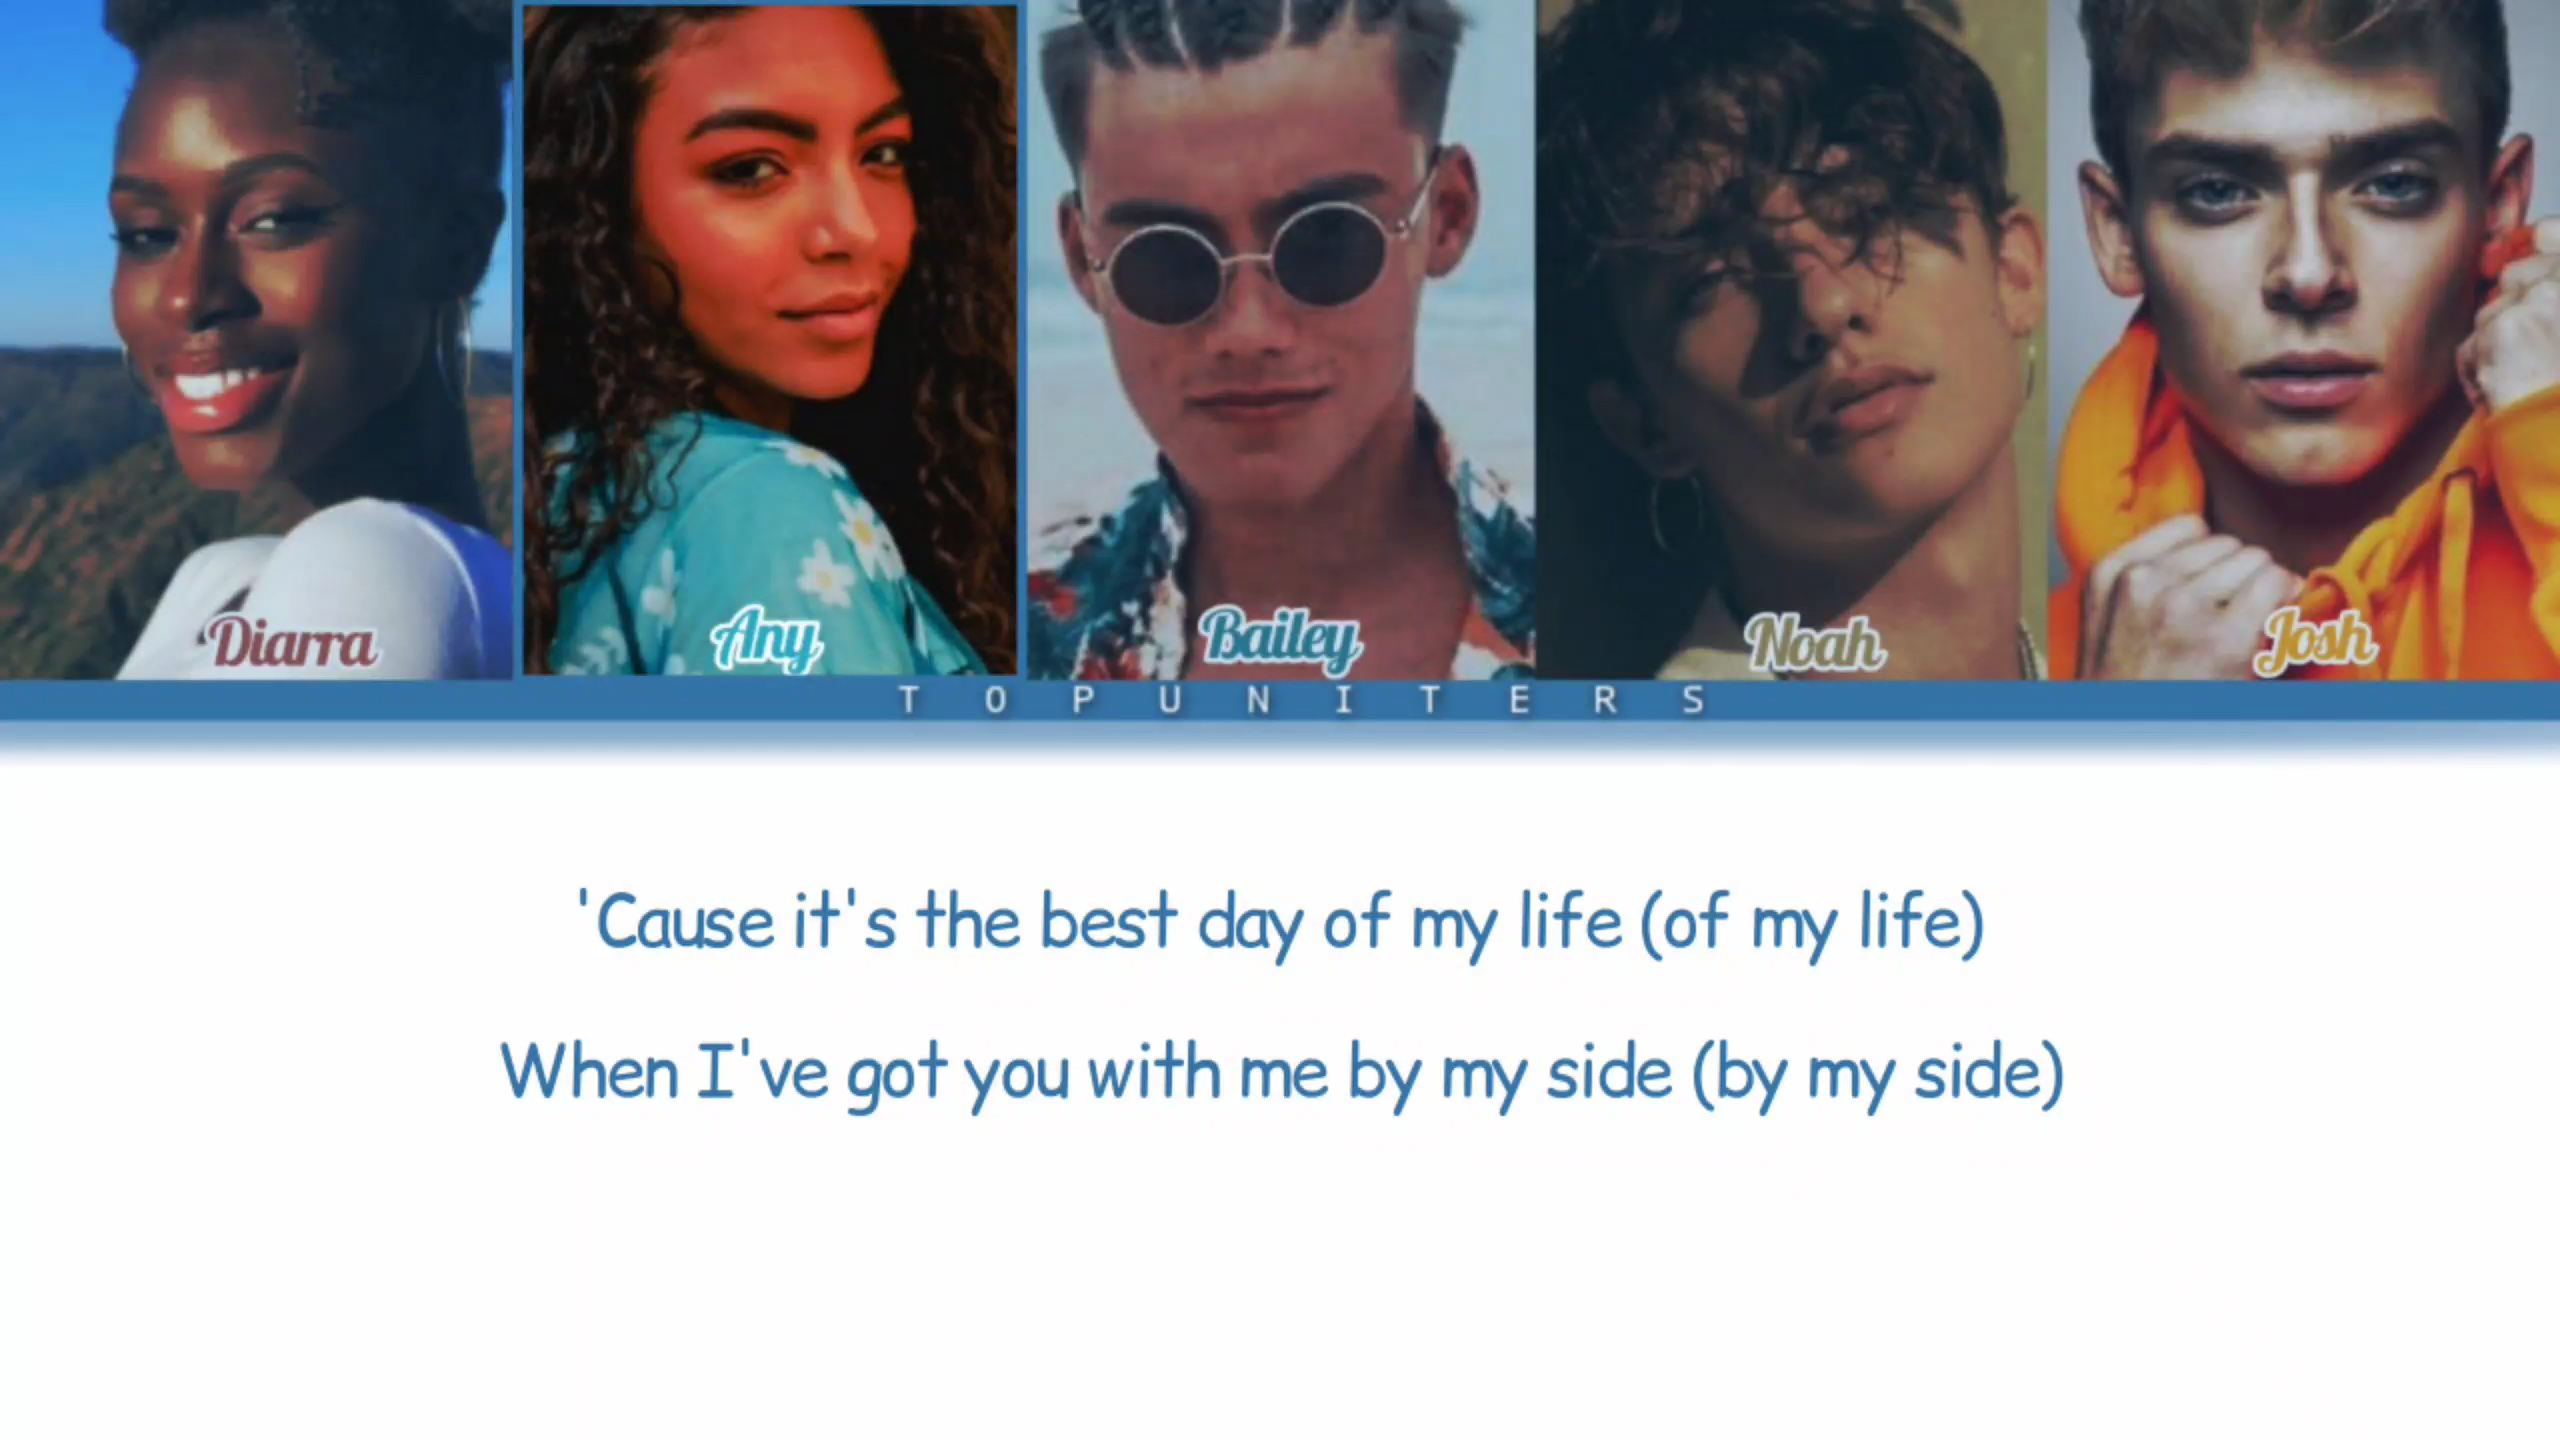 Diarra
Any
Bailey
Noah
Josh
TOPUNITERS
'Cause it's the best day of my life (of my life)
When I've got you with me by my side (by my side)